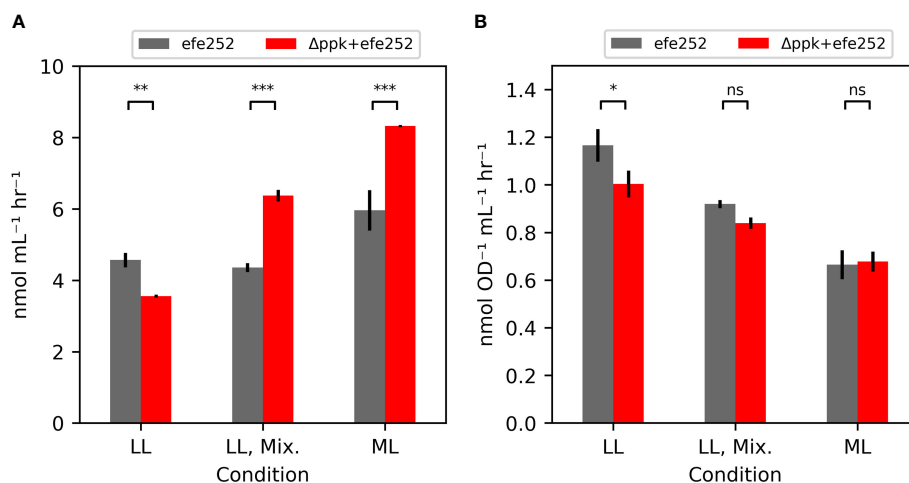 A
efe252 Δppk+efe252
nmol mL⁻¹ hr⁻¹
10
8
6
4
2
0
** *** ***
LL LL, Mix. ML
Condition
B
efe252 Δppk+efe252
nmol OD⁻¹ mL⁻¹ hr⁻¹
1.4
1.2
1.0
0.8
0.6
0.4
0.2
0.0
* ns ns
LL LL, Mix. ML
Condition